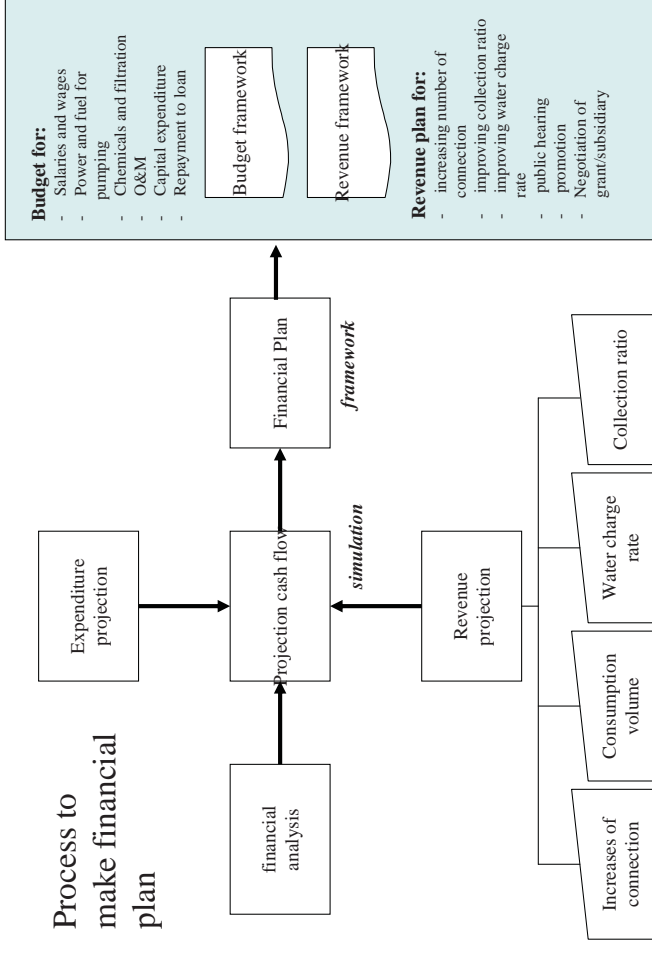 Process to
make financial
plan
Expenditure
projection
financial
analysis
Projection cash flow
simulation
Financial Plan
framework
Revenue
projection
Increases of
connection
Consumption
volume
Water charge
rate
Collection ratio
Budget for:
- Salaries and wages
- Power and fuel for
pumping
- Chemicals and filtration
- O&M
- Capital expenditure
- Repayment to loan
Budget framework
Revenue framework
Revenue plan for:
- increasing number of
connection
- improving collection ratio
- improving water charge
rate
- public hearing
- promotion
- Negotiation of
grant/subsidiary